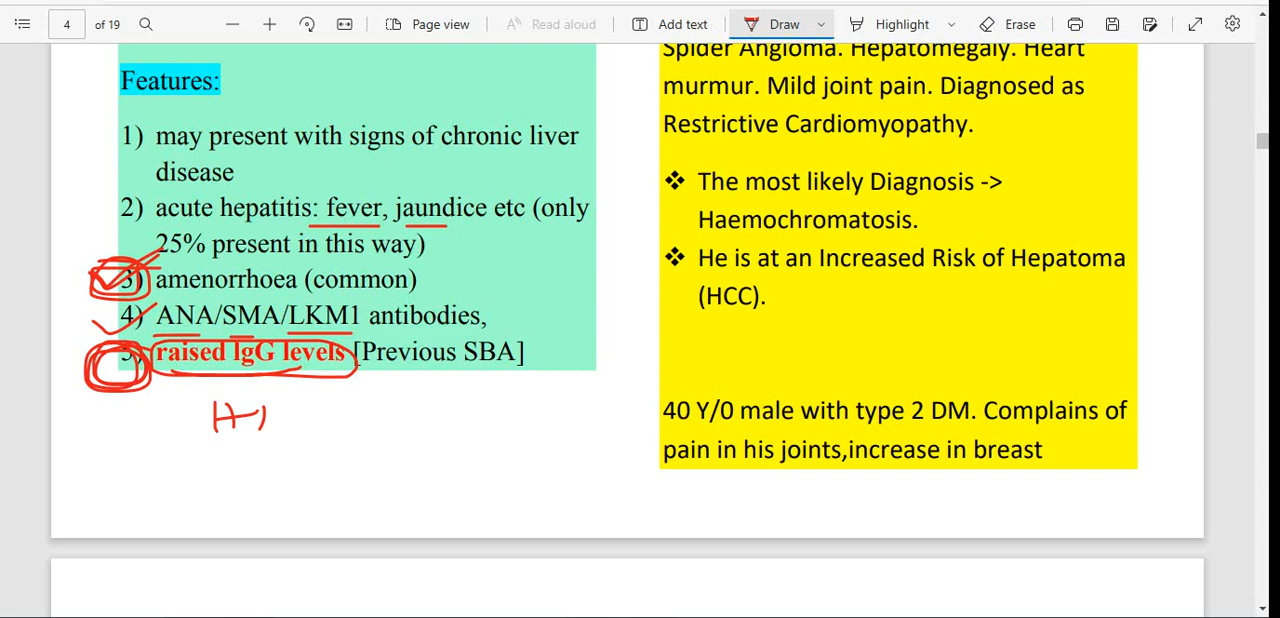 4 of 19 Page view Read aloud Add text Draw Highlight Erase
Features:
1) may present with signs of chronic liver
disease
2) acute hepatitis: fever, jaundice etc (only
25% present in this way)
3) amenorrhoea (common)
4) ANA/SMA/LKM1 antibodies,
5) raised IgG levels [Previous SBA]
Spider Angioma. Hepatomegaly. Heart
murmur. Mild joint pain. Diagnosed as
Restrictive Cardiomyopathy.
❖ The most likely Diagnosis ->
Haemochromatosis.
❖ He is at an Increased Risk of Hepatoma
(HCC).
40 Y/0 male with type 2 DM. Complains of
pain in his joints,increase in breast